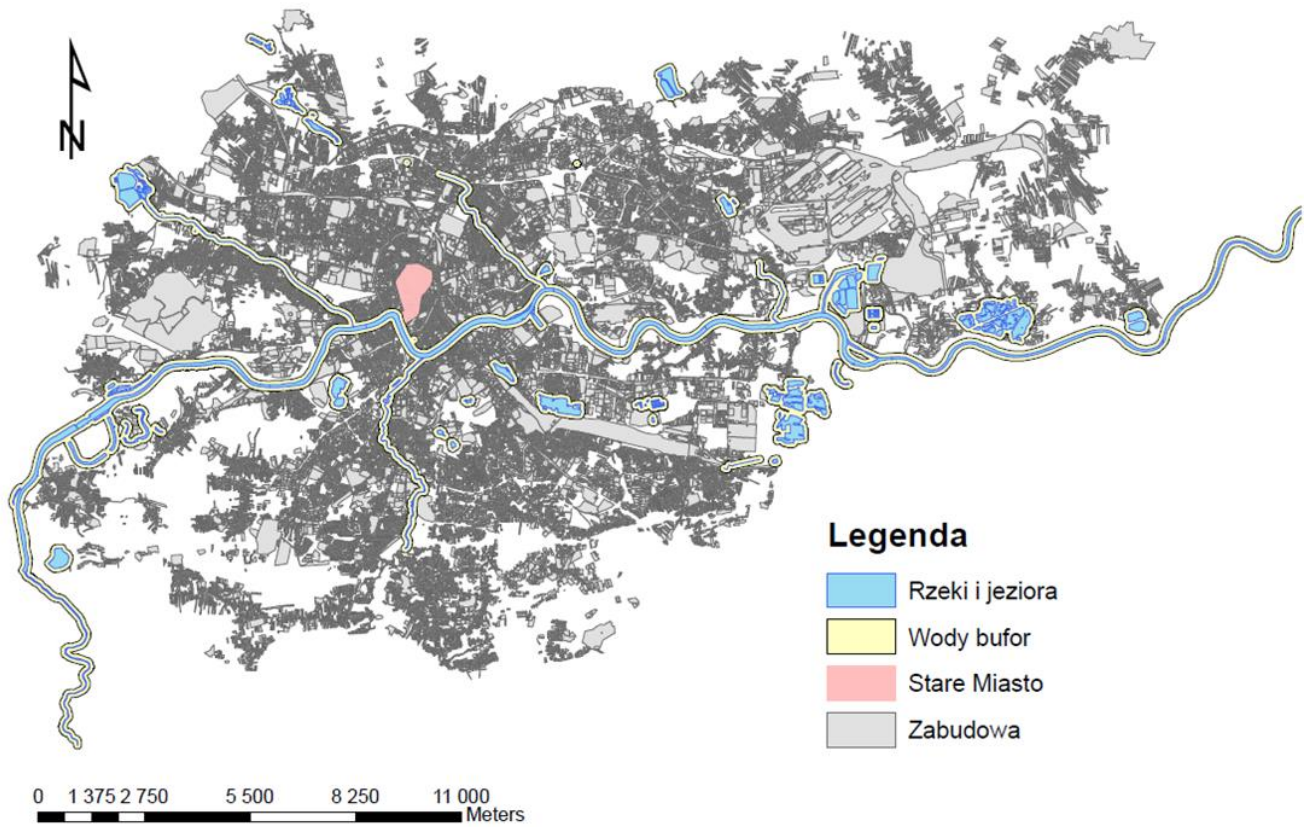 N
Legenda
Rzeki i jeziora
Wody bufor
Stare Miasto
Zabudowa
0 1 375 2 750 5 500 8 250 11 000
Meters